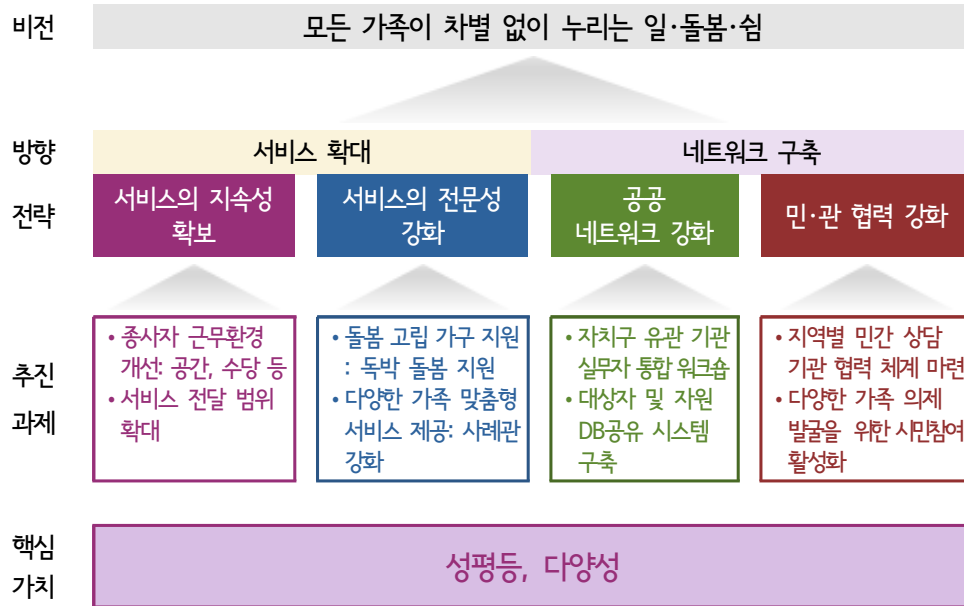 비전
모든 가족이 차별 없이 누리는 일·돌봄·쉼
방향
서비스 확대
네트워크 구축
전략
서비스의 지속성
확보
서비스의 전문성
강화
공공
네트워크 강화
민·관 협력 강화
추진
과제
• 종사자 근무환경
개선: 공간, 수당 등
• 서비스 전달 범위
확대
• 돌봄 고립 가구 지원
: 독박 돌봄 지원
• 다양한 가족 맞춤형
서비스 제공: 사례관
강화
• 자치구 유관 기관
실무자 통합 워크숍
• 대상자 및 자원
DB공유 시스템
구축
• 지역별 민간 상담
기관 협력 체계 마련
• 다양한 가족 의제
발굴을 위한 시민참여
활성화
핵심
가치
성평등, 다양성